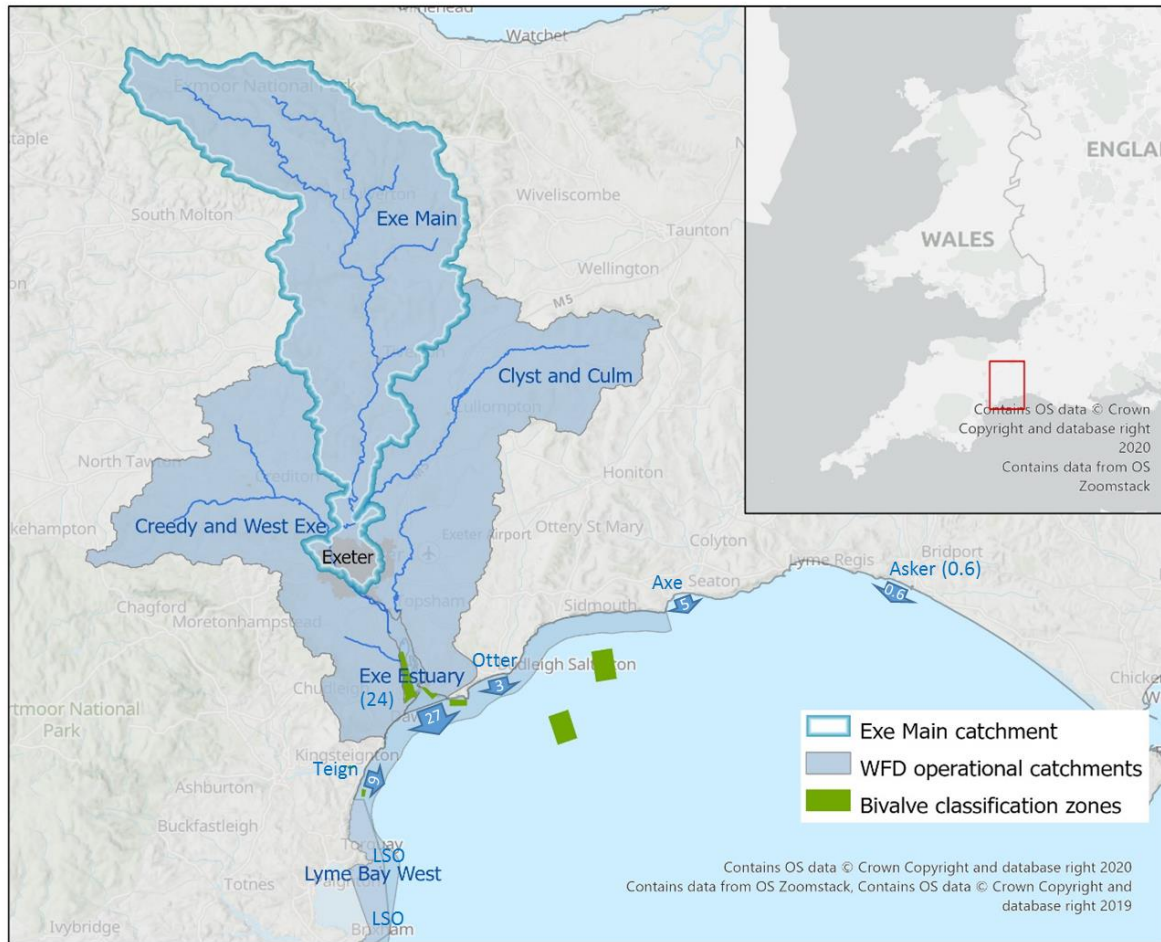 Minehead
Watchet
Exmoor National Park
staple
Wiveliscombe
South Molton
Exe Main
Taunton
Wellington
M5
Tiverton
Clyst and Culm
Cullompton
North Tawton
Crediton
Honiton
Okehampton
Creedy and West Exe
Exeter
Exeter Airport
Ottery St Mary
Colyton
Lyme Regis
Bridport
Asker (0.6)
0.6
Axe
Seaton
5
Chagford
Moretonhampstead
Topsham
Sidmouth
Otter
Budleigh Salterton
3
Exe Estuary
(24)
Chudleigh
27
Dartmoor National
Park
Kingsteignton
Teign
9
Ashburton
Buckfastleigh
Torquay
LSO
Lyme Bay West
Totnes
Paignton
LSO
Ivybridge
Brixham
Chicker
We
ENGLA
WALES
Contains OS data © Crown
Copyright and database right
2020
Contains data from OS
Zoomstack
Exe Main catchment
WFD operational catchments
Bivalve classification zones
Contains OS data © Crown Copyright and database right 2020
Contains data from OS Zoomstack, Contains OS data © Crown Copyright and
database right 2019